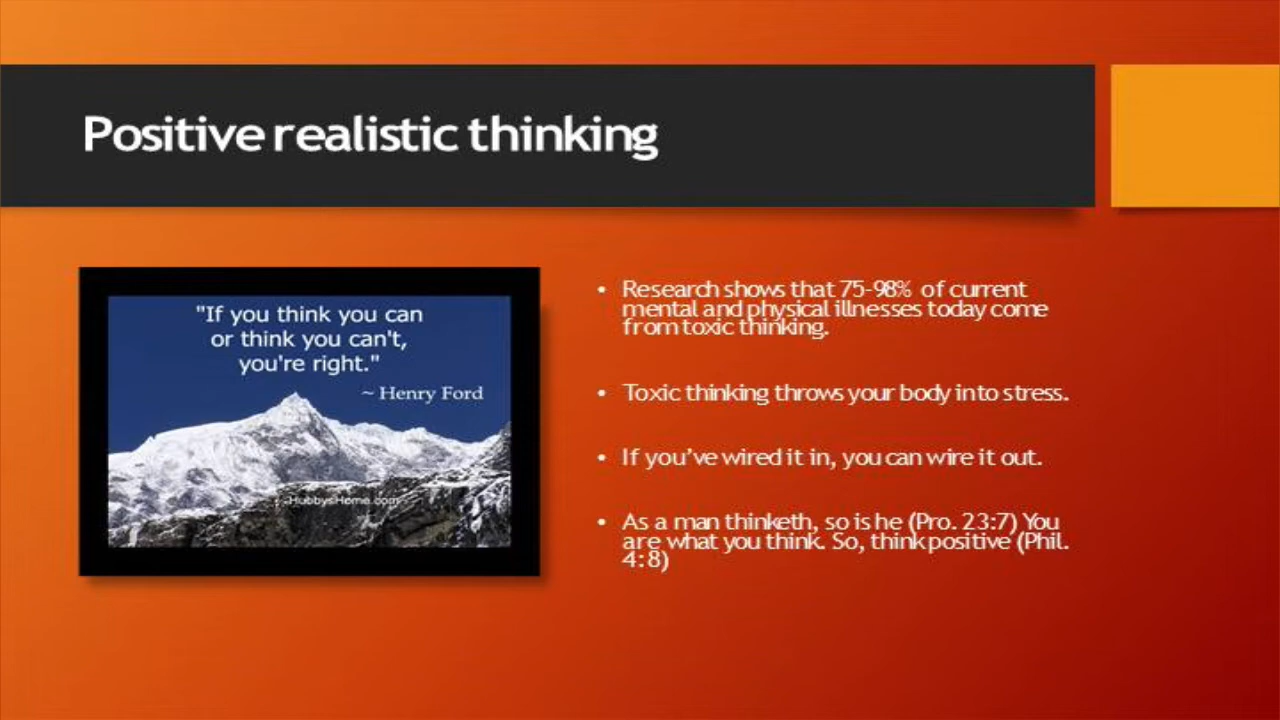 Positive realistic thinking
"If you think you can
or think you can't,
you're right."
~ Henry Ford
HubbysHome.com
• Research shows that 75-98% of current
mental and physical illnesses today come
from toxic thinking.
• Toxic thinking throws your body into stress.
• If you’ve wired it in, you can wire it out.
• As a man thinketh, so is he (Pro. 23:7) You
are what you think. So, think positive (Phil.
4:8)